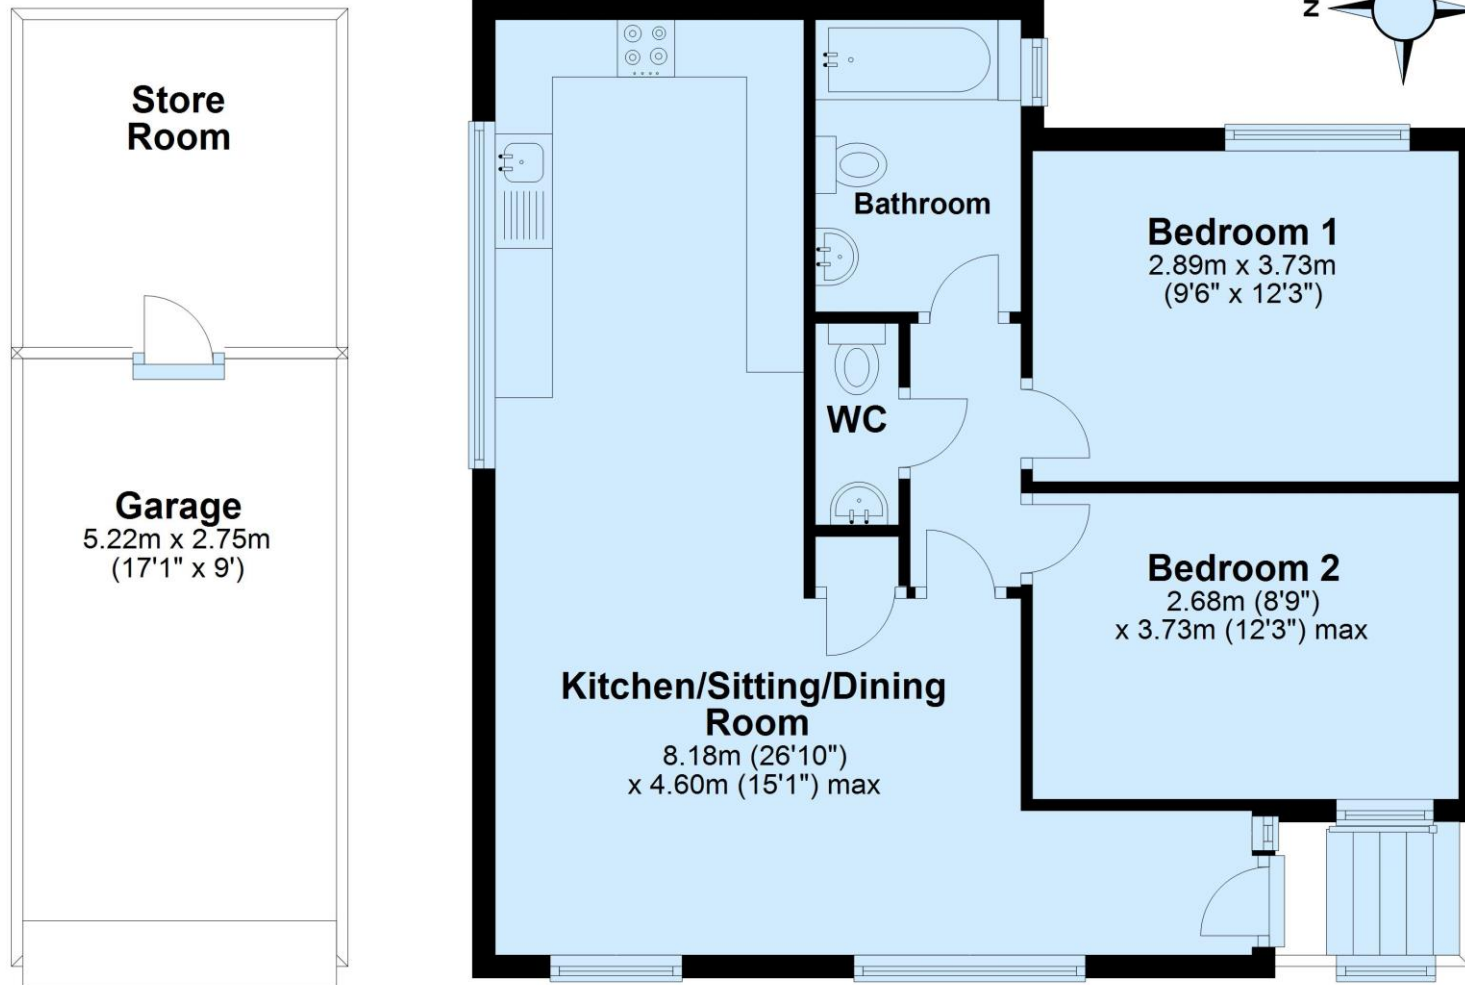 Store
Room
Garage
5.22m x 2.75m
(17'1" x 9')
Bathroom
WC
Kitchen/Sitting/Dining
Room
8.18m (26'10")
x 4.60m (15'1") max
N
Bedroom 1
2.89m x 3.73m
(9'6" x 12'3")
Bedroom 2
2.68m (8'9")
x 3.73m (12'3") max